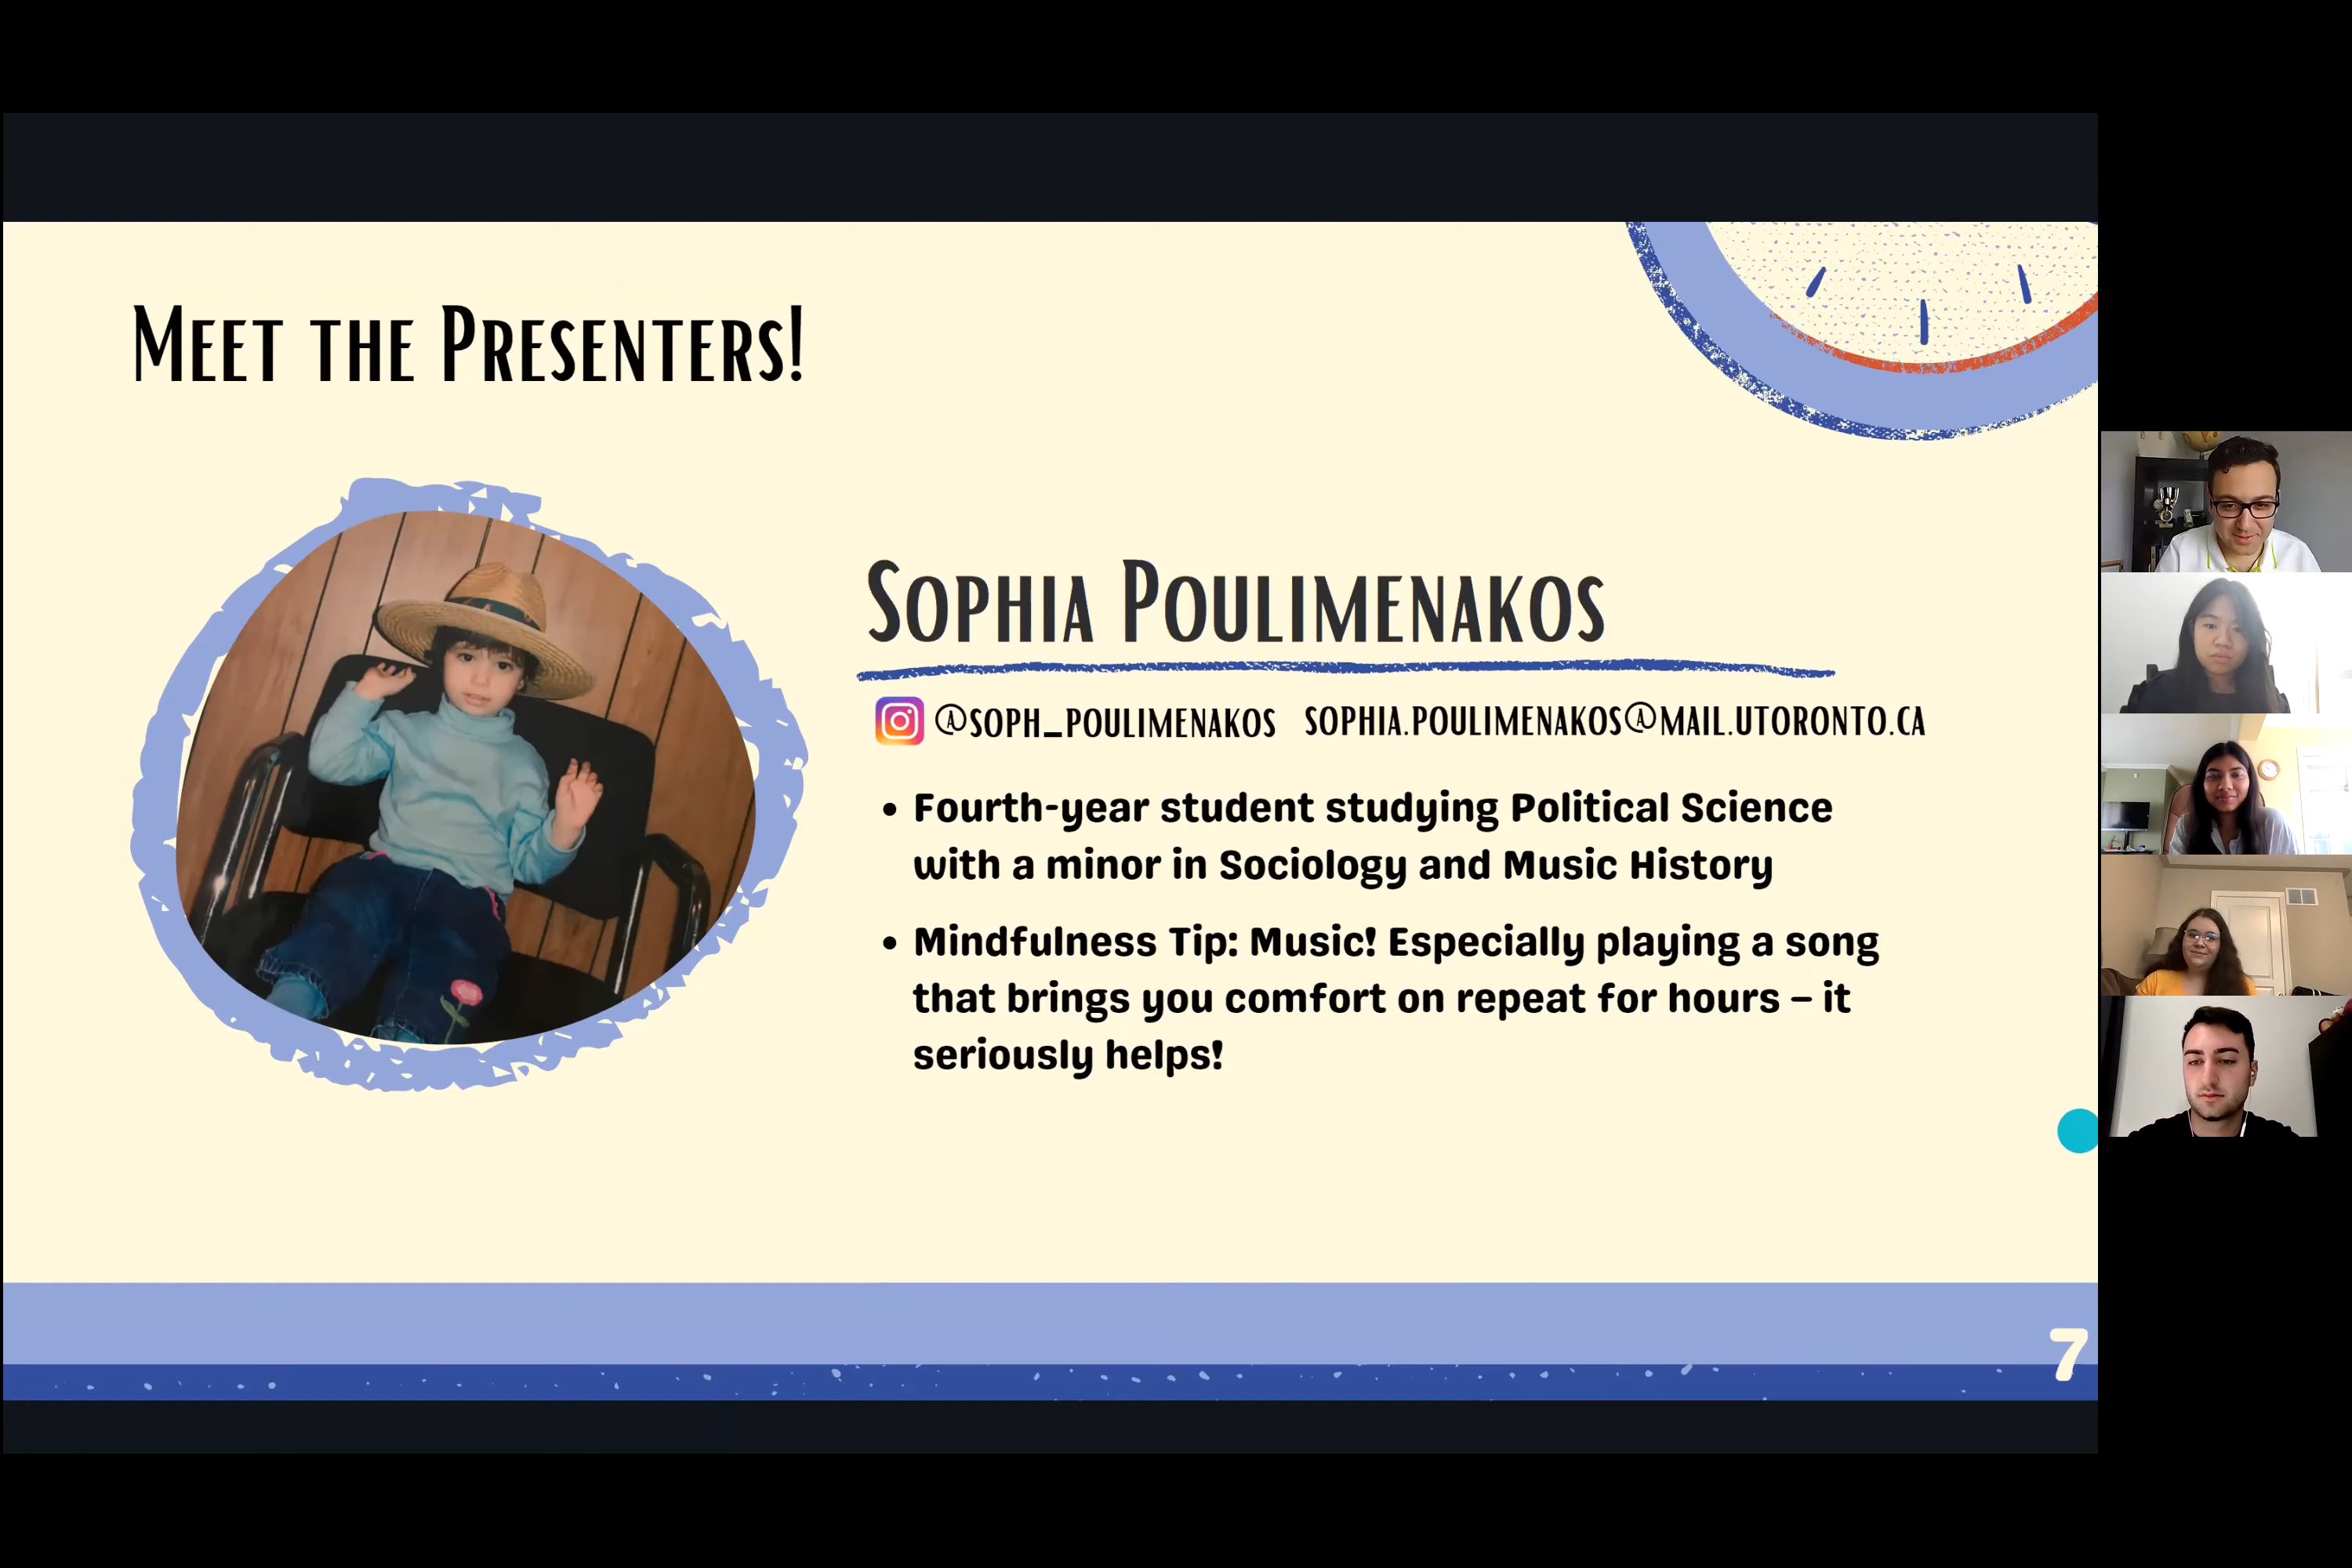 Meet the Presenters!
Sophia Poulimenakos
@soph_poulimenakos sophia.poulimenakos@mail.utoronto.ca
• Fourth-year student studying Political Science
with a minor in Sociology and Music History
• Mindfulness Tip: Music! Especially playing a song
that brings you comfort on repeat for hours – it
seriously helps!
7